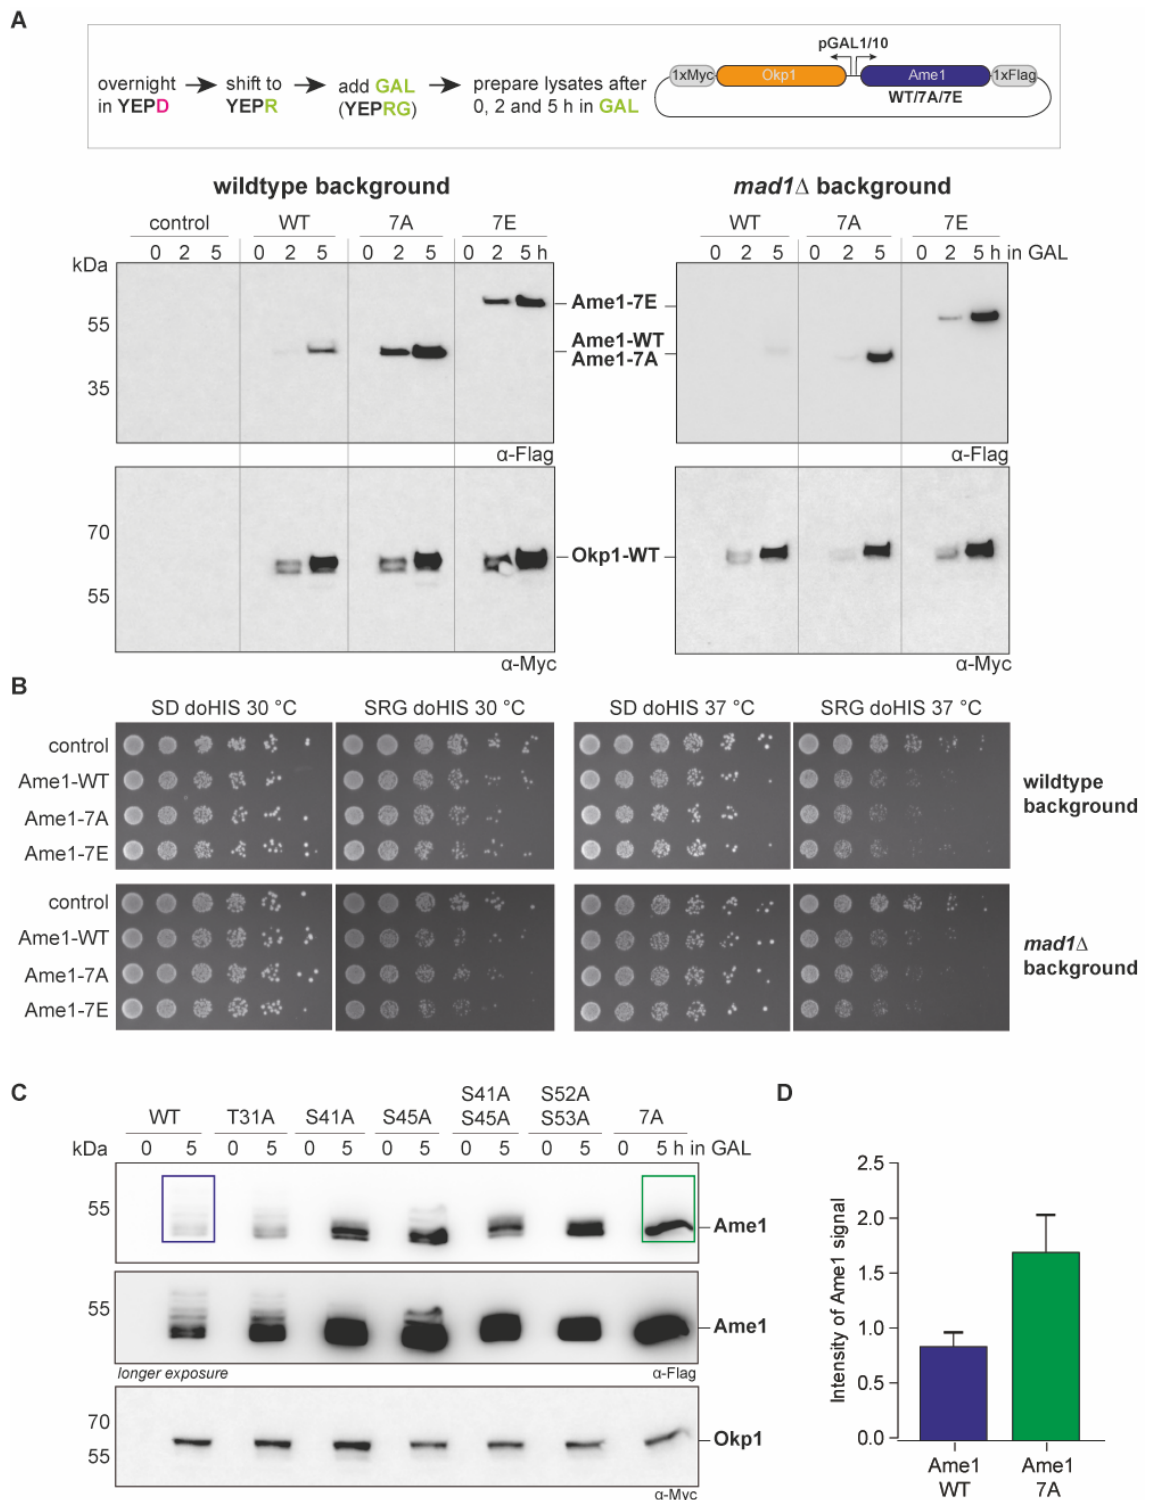 A
pGAL1/10
overnight in YEPD
shift to YEPR
add GAL (YEPRG)
prepare lysates after 0, 2 and 5 h in GAL
1xMyc Okp1 Ame1 1xFlag
WT/7A/7E
wildtype background
mad1Δ background
control WT 7A 7E
WT 7A 7E
0 2 5 0 2 5 0 2 5 0 2 5 h
0 2 5 0 2 5 0 2 5 h in GAL
kDa
55
35
Ame1-7E
Ame1-WT
Ame1-7A
α-Flag
α-Flag
70
55
Okp1-WT
α-Myc
α-Myc
B
SD doHIS 30 °C
SRG doHIS 30 °C
SD doHIS 37 °C
SRG doHIS 37 °C
control
Ame1-WT
Ame1-7A
Ame1-7E
wildtype
background
control
Ame1-WT
Ame1-7A
Ame1-7E
mad1Δ
background
C
WT T31A S41A S45A S41A S45A S52A S53A 7A
kDa
0 5 0 5 0 5 0 5 0 5 0 5 0 5 h in GAL
55
Ame1
55
Ame1
longer exposure
α-Flag
70
55
Okp1
α-Myc
D
Intensity of Ame1 signal
2.5
2.0
1.5
1.0
0.5
0.0
Ame1 WT
Ame1 7A